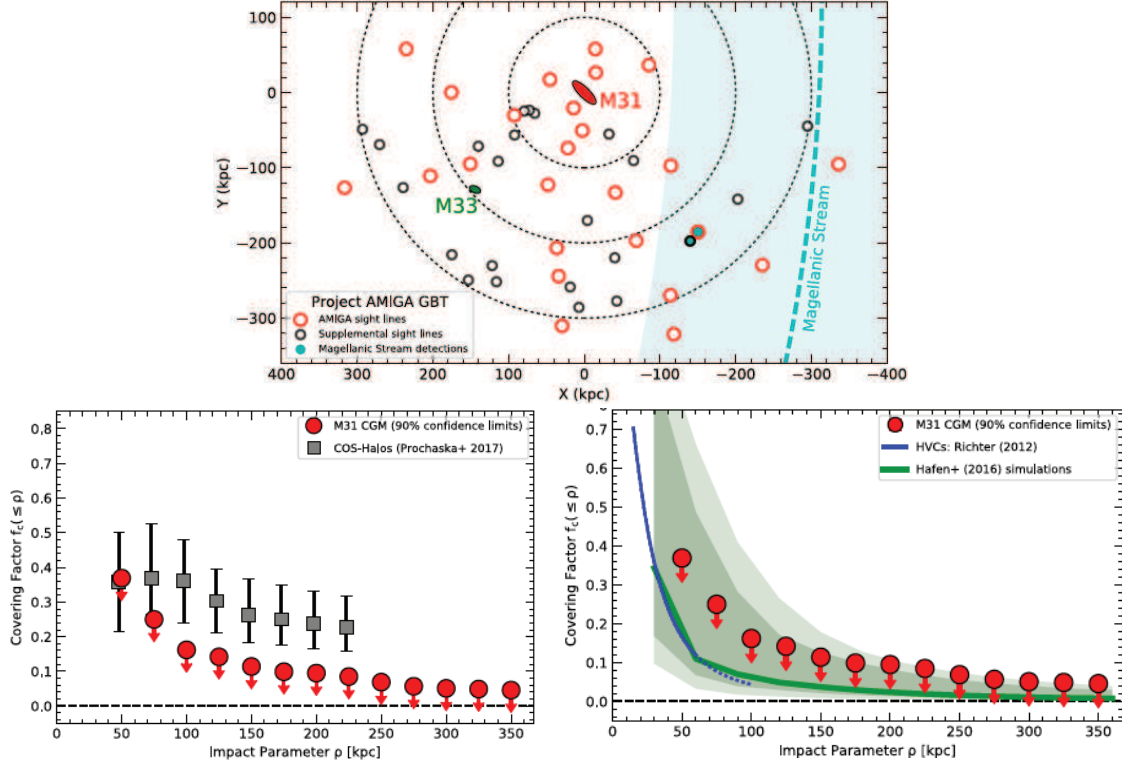 100
0
−100
−200
−300
Y (kpc)
M31
M33
Magellanic Stream
Project AMIGA GBT
AMIGA sight lines
Supplemental sight lines
Magellanic Stream detections
400 300 200 100 0 −100 −200 −300 −400
X (kpc)
0.8
0.7
0.6
0.5
0.4
0.3
0.2
0.1
0.0
Covering Factor f_c(≤ ρ)
M31 CGM (90% confidence limits)
COS-Halos (Prochaska+ 2017)
0 50 100 150 200 250 300 350
Impact Parameter ρ [kpc]
0.7
0.6
0.5
0.4
0.3
0.2
0.1
0.0
Covering Factor f_c(≤ ρ)
M31 CGM (90% confidence limits)
HVCs: Richter (2012)
Hafen+ (2016) simulations
0 50 100 150 200 250 300 350
Impact Parameter ρ [kpc]